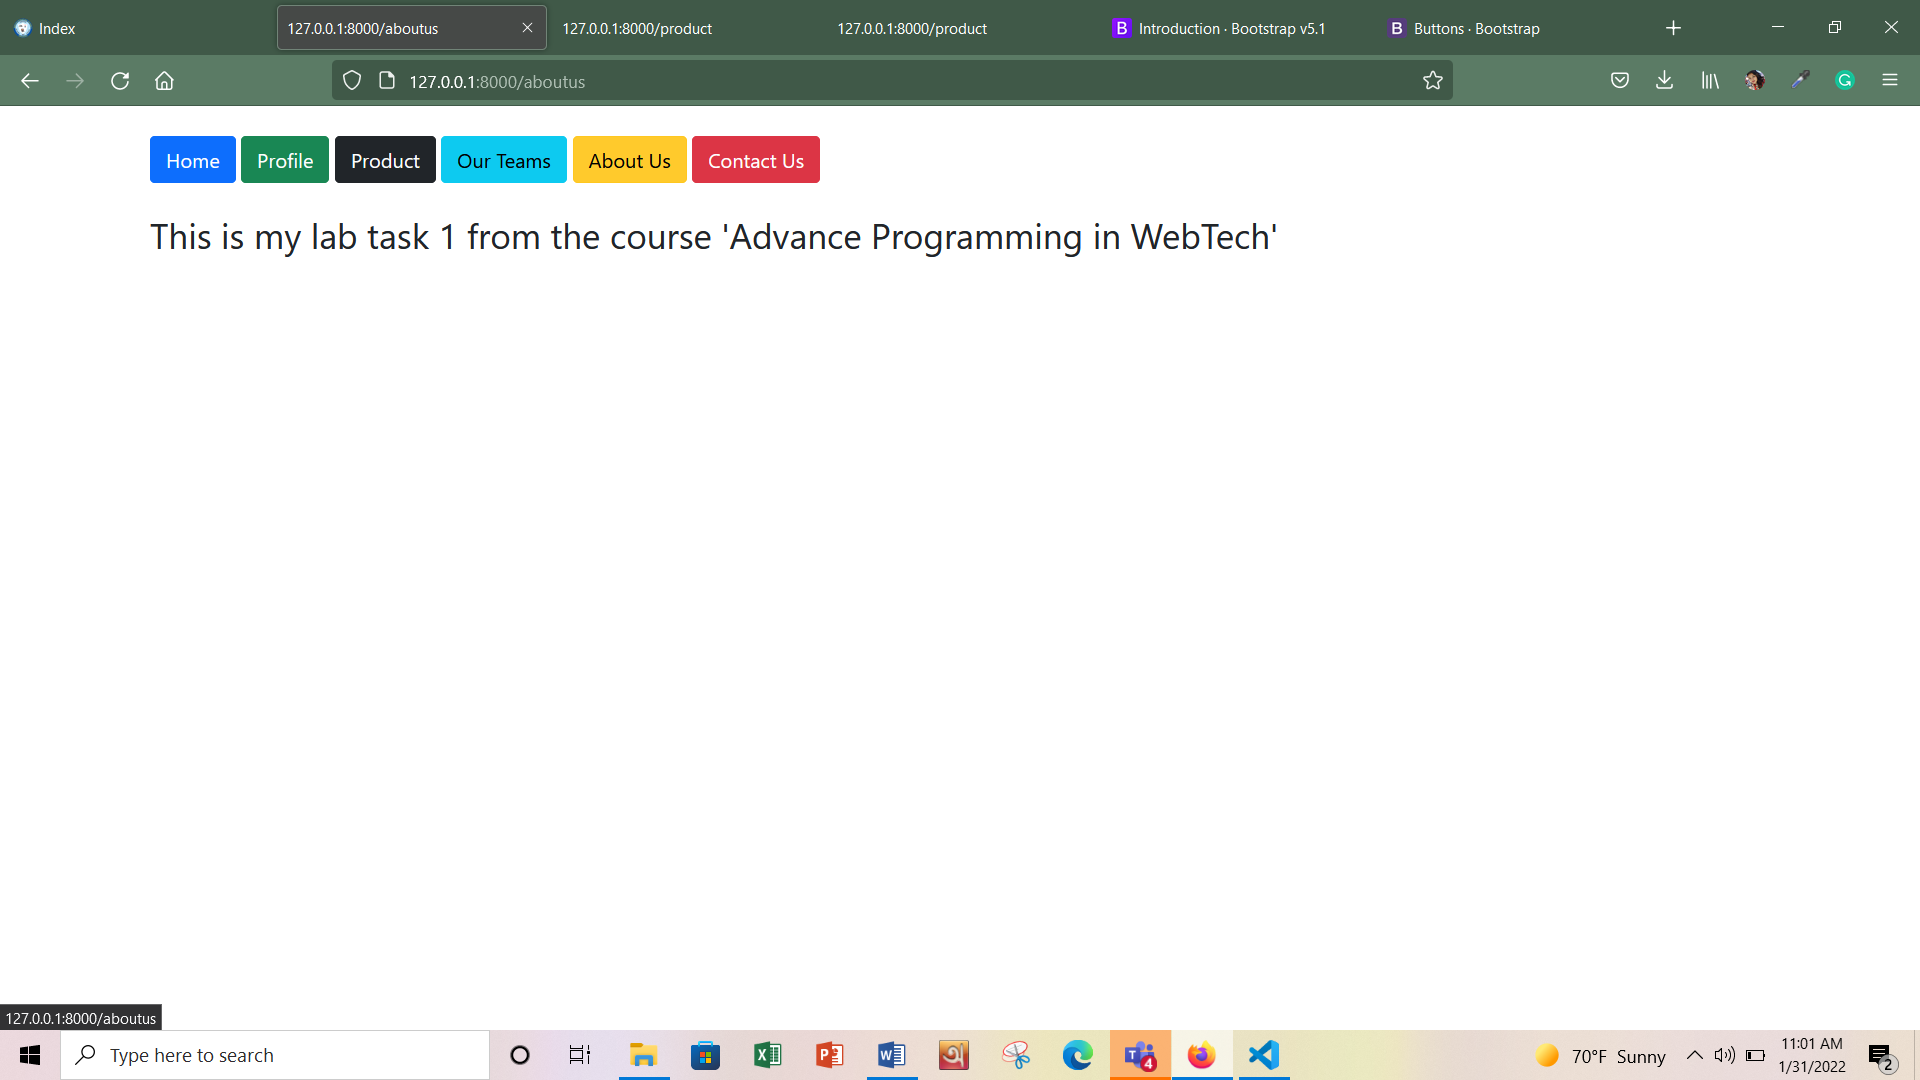 Index
127.0.0.1:8000/aboutus
127.0.0.1:8000/product
127.0.0.1:8000/product
B Introduction · Bootstrap v5.1
B Buttons · Bootstrap
127.0.0.1:8000/aboutus
G
Home Profile Product Our Teams About Us Contact Us
This is my lab task 1 from the course 'Advance Programming in WebTech'
127.0.0.1:8000/aboutus
Type here to search
X
P
W
অ
T
4
70°F Sunny
11:01 AM
1/31/2022
2